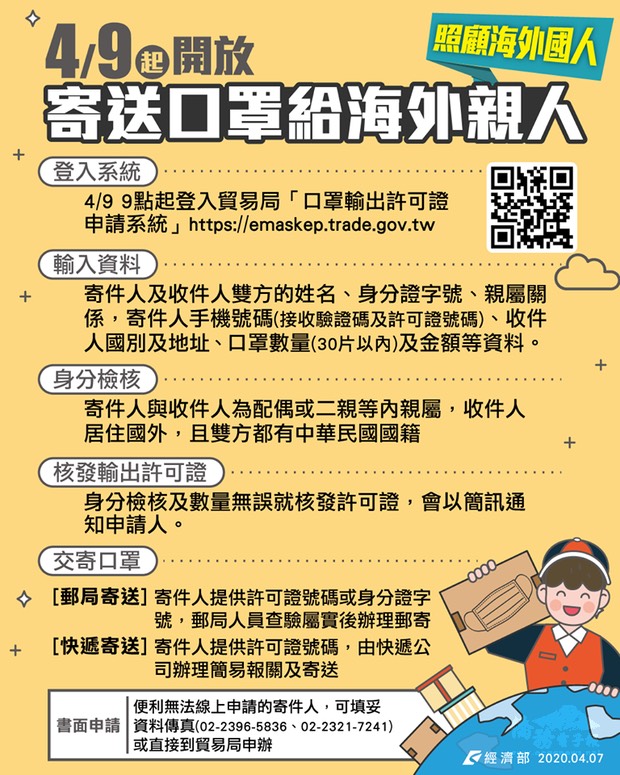 照顧海外國人
4/9起開放
寄送口罩給海外親人
登入系統
4/9 9點起登入貿易局「口罩輸出許可證
申請系統」https://emaskep.trade.gov.tw
輸入資料
寄件人及收件人雙方的姓名、身分證字號、親屬關
係，寄件人手機號碼(接收驗證碼及許可證號碼)、收件
人國別及地址、口罩數量(30片以內)及金額等資料。
身分檢核
寄件人與收件人為配偶或二親等內親屬，收件人
居住國外，且雙方都有中華民國國籍
核發輸出許可證
身分檢核及數量無誤就核發許可證，會以簡訊通
知申請人。
交寄口罩
[郵局寄送] 寄件人提供許可證號碼或身分證字
號，郵局人員查驗屬實後辦理郵寄
[快遞寄送] 寄件人提供許可證號碼，由快遞公
司辦理簡易報關及寄送
書面申請
便利無法線上申請的寄件人，可填妥
資料傳真(02-2396-5836、02-2321-7241)
或直接到貿易局申辦
經濟部 2020.04.07